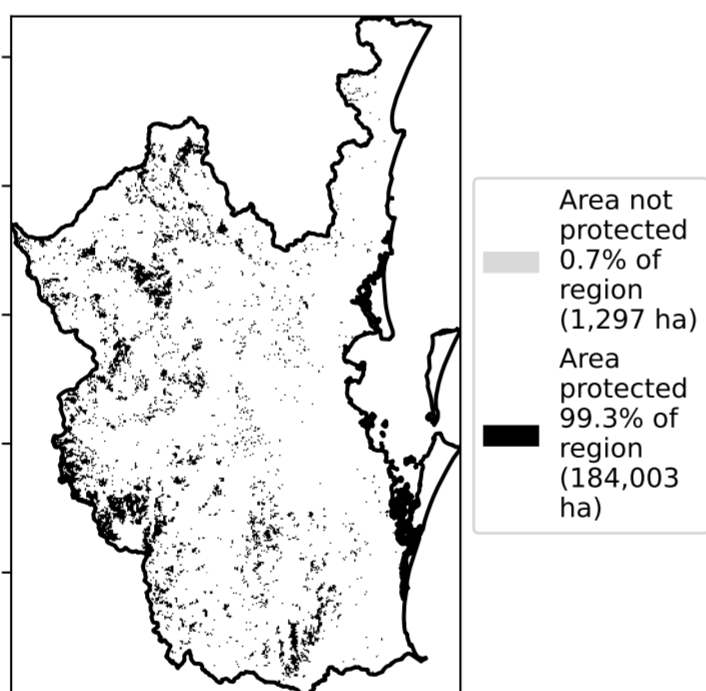 Area not
protected
0.7% of
region
(1,297 ha)
Area
protected
99.3% of
region
(184,003
ha)